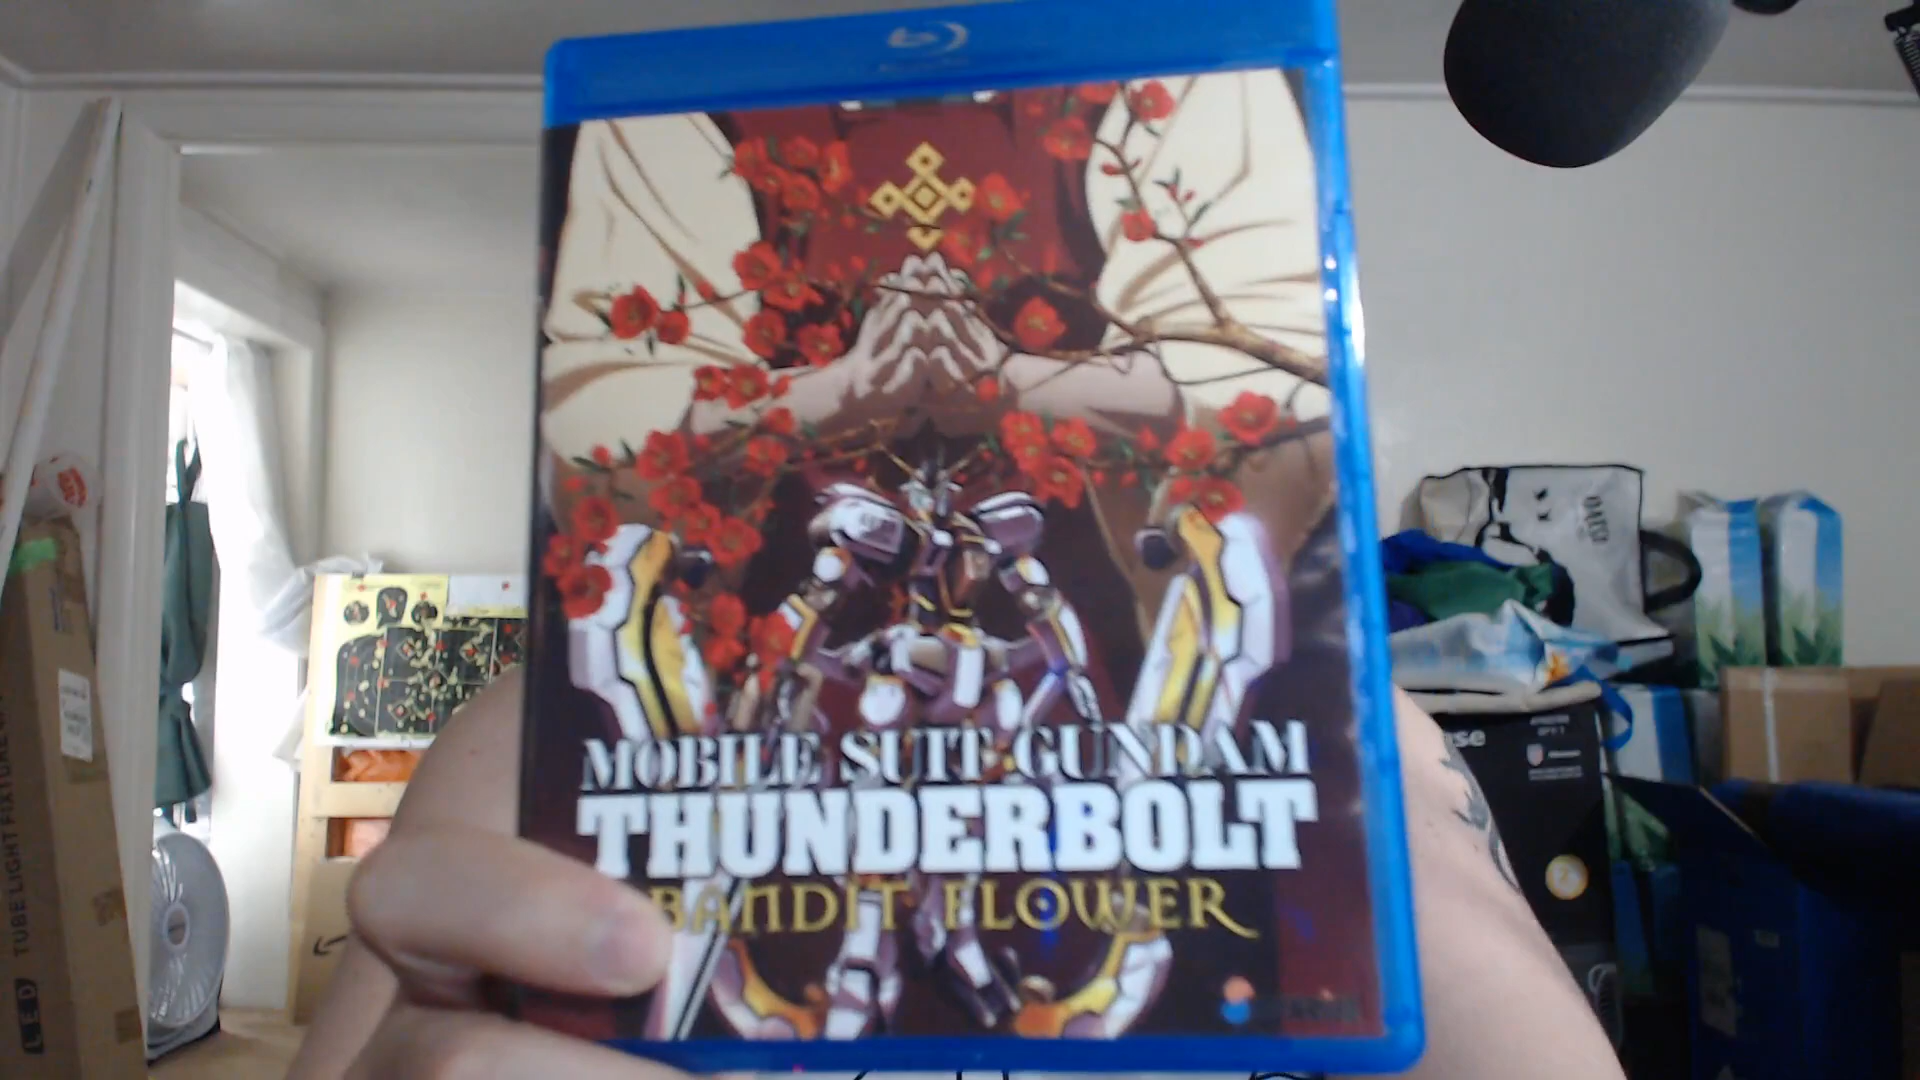 MOBILE SUIT GUNDAM
THUNDERBOLT
BANDIT FLOWER
LED TUBE LIGHT FIXTURE